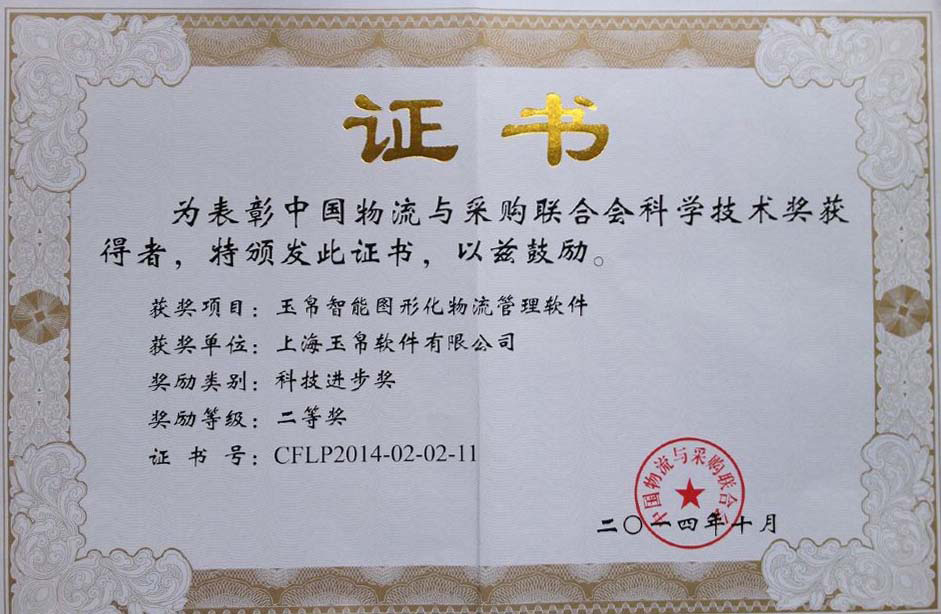 证书
为表彰中国物流与采购联合会科学技术奖获
得者，特颁发此证书，以兹鼓励。
获奖项目：玉帛智能图形化物流管理软件
获奖单位：上海玉帛软件有限公司
奖励类别：科技进步奖
奖励等级：二等奖
证书号：CFLP2014-02-02-11
中国物流与采购联合会
二〇一四年十月